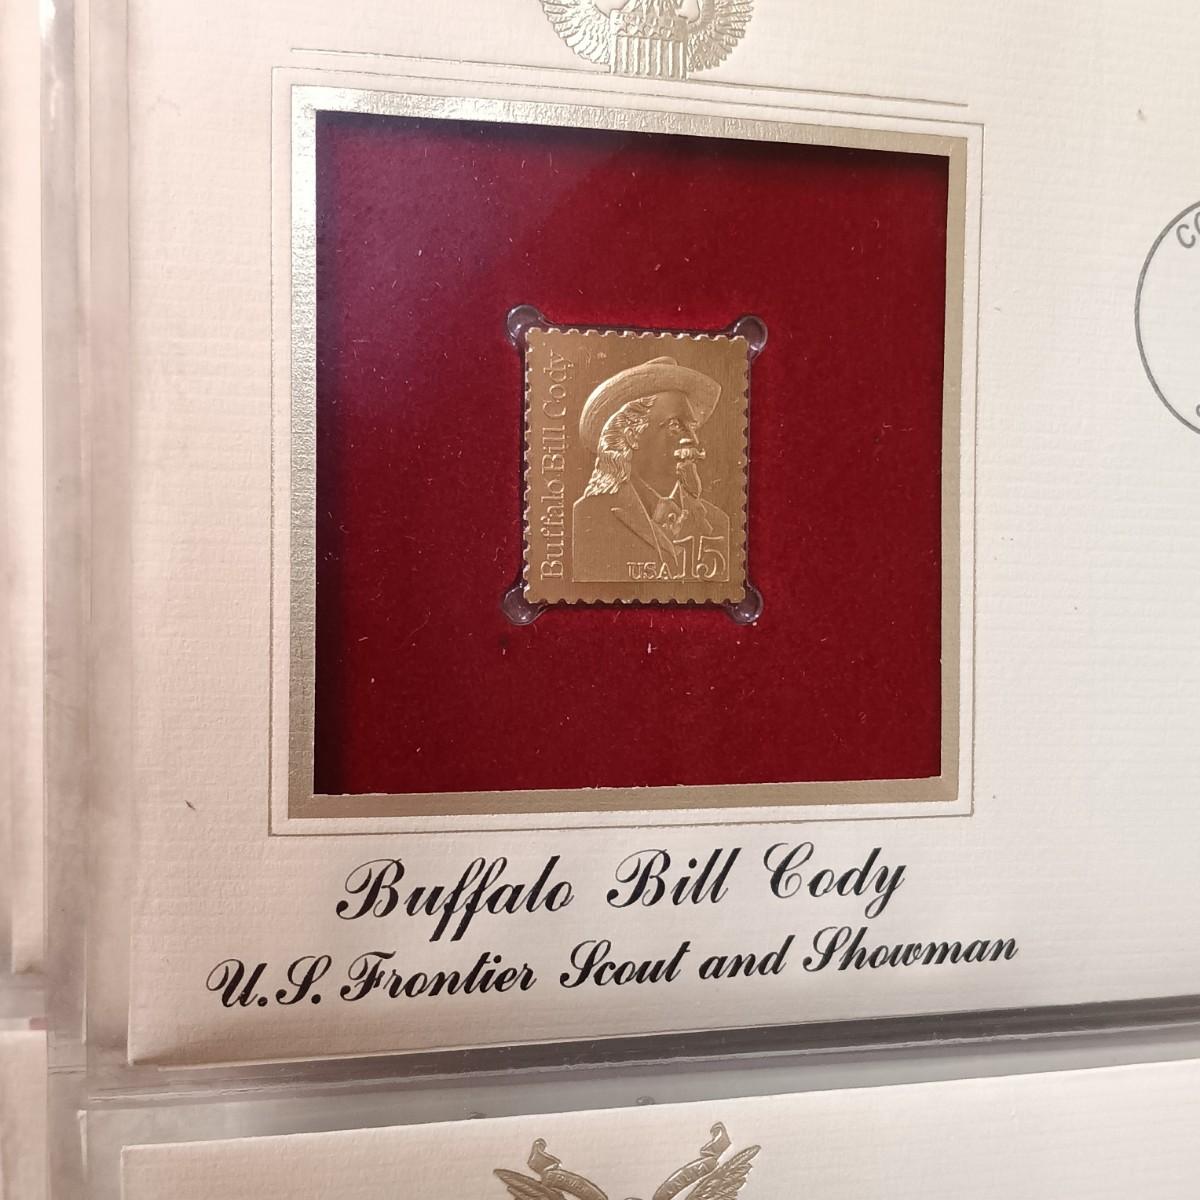 Buffalo Bill Cody
USA 15
Buffalo Bill Cody
U.S. Frontier Scout and Showman